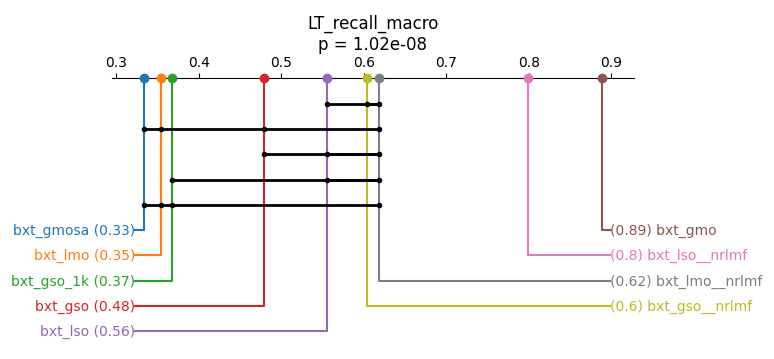 LT_recall_macro
p = 1.02e-08
0.3 0.4 0.5 0.6 0.7 0.8 0.9
bxt_gmosa (0.33) (0.89) bxt_gmo
bxt_lmo (0.35) (0.8) bxt_lso__nrlmf
bxt_gso_1k (0.37) (0.62) bxt_lmo__nrlmf
bxt_gso (0.48) (0.6) bxt_gso__nrlmf
bxt_lso (0.56)